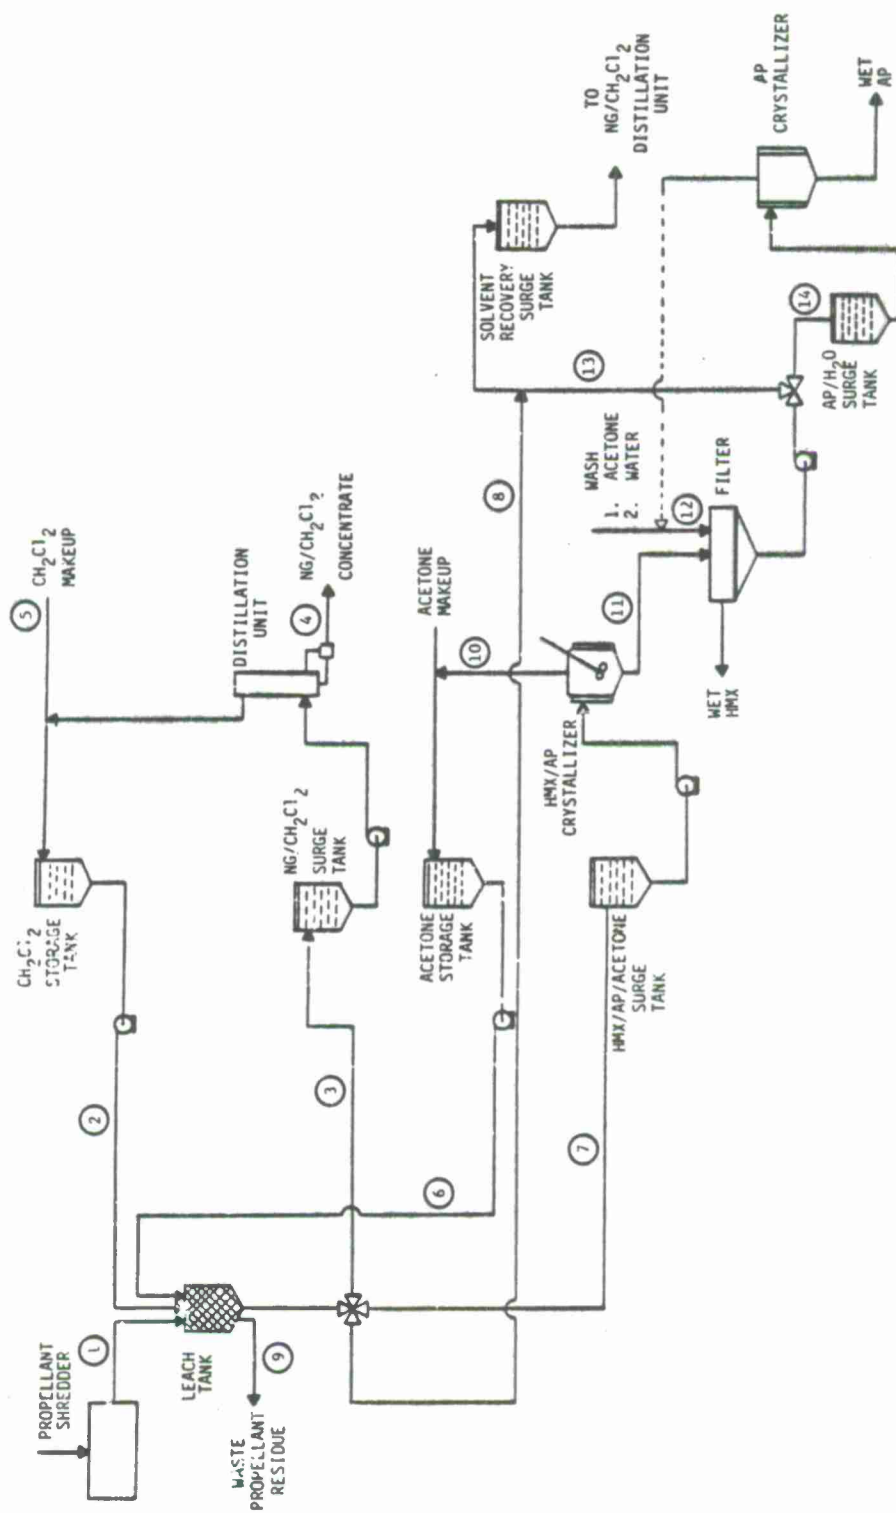 PROPELLANT
SHREDDER
1
2
CH2Cl2
STORAGE
TANK
5
CH2Cl2
MAKEUP
LEACH
TANK
9
WASTE
PROPELLANT
RESIDUE
3
NG/CH2Cl2
SURGE
TANK
DISTILLATION
UNIT
4
NG/CH2Cl2
CONCENTRATE
6
ACETONE
STORAGE
TANK
ACETONE
MAKEUP
10
8
SOLVENT
RECOVERY
SURGE
TANK
TO
NG/CH2Cl2
DISTILLATION
UNIT
7
HMX/AP/ACETONE
SURGE
TANK
HMX/AP
CRYSTALLIZER
11
WASH
1. ACETONE
2. WATER
12
13
WET
HMX
FILTER
AP/H2O
SURGE
TANK
14
AP
CRYSTALLIZER
WET
AP